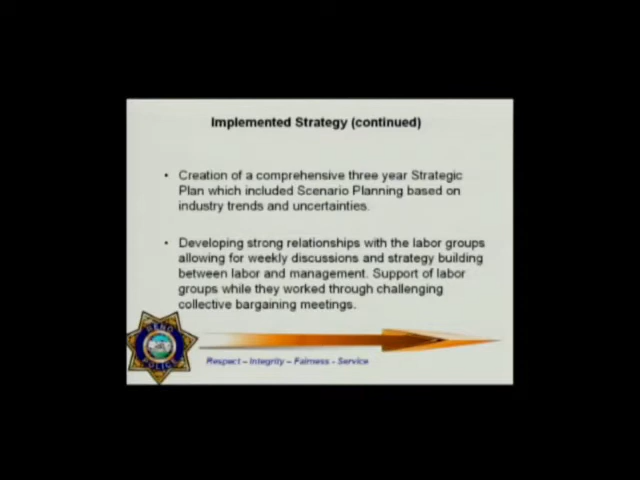 Implemented Strategy (continued)
• Creation of a comprehensive three year Strategic
Plan which included Scenario Planning based on
industry trends and uncertainties.
• Developing strong relationships with the labor groups
allowing for weekly discussions and strategy building
between labor and management. Support of labor
groups while they worked through challenging
collective bargaining meetings.
RENO
POLICE
Respect – Integrity – Fairness - Service